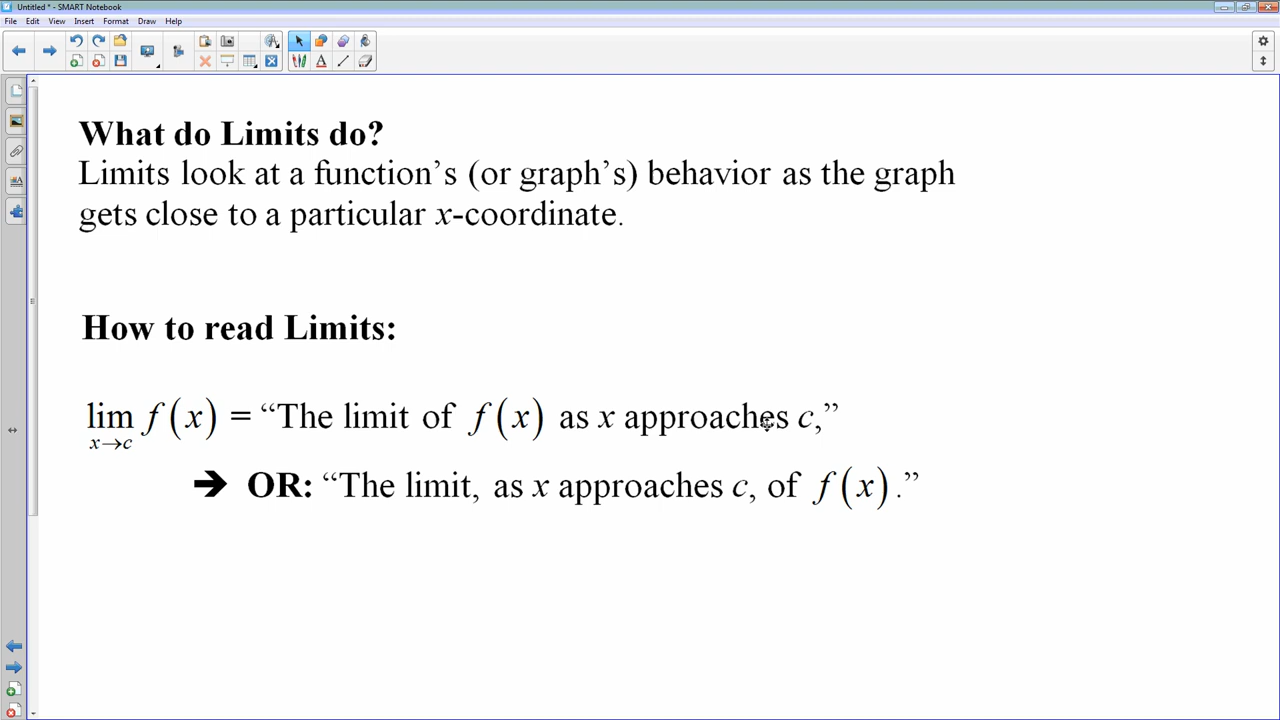 Untitled * - SMART Notebook
File Edit View Insert Format Draw Help
What do Limits do?
Limits look at a function’s (or graph’s) behavior as the graph
gets close to a particular x-coordinate.
How to read Limits:
lim f(x) = “The limit of f(x) as x approaches c,”
x→c
➔ OR: “The limit, as x approaches c, of f(x).”